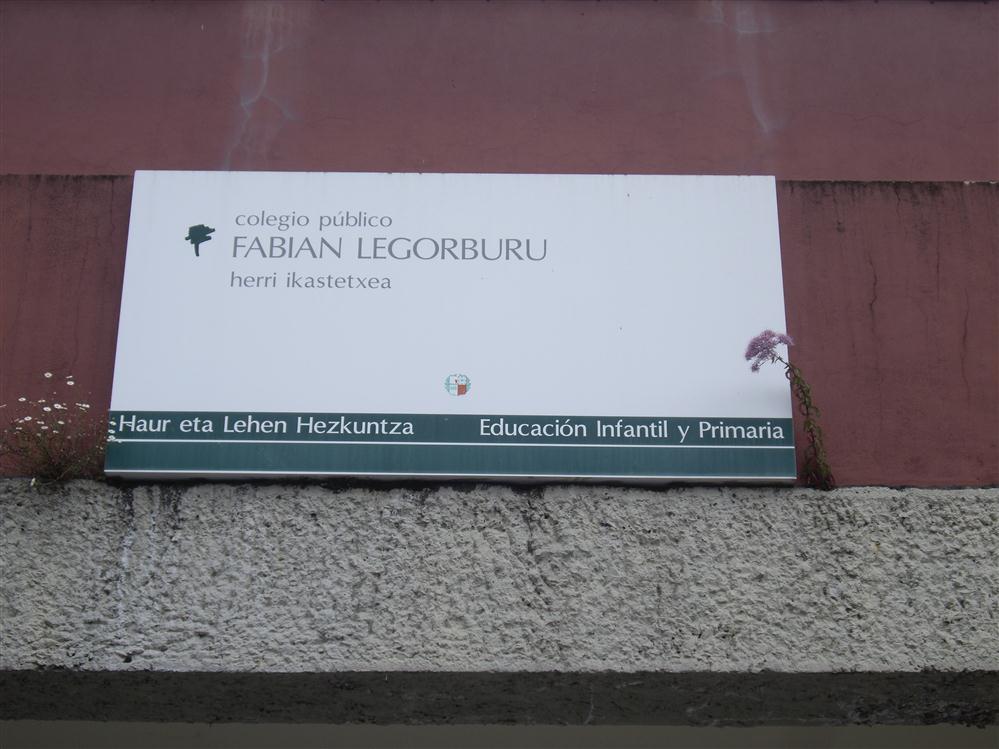 colegio público
FABIAN LEGORBURU
herri ikastetxea
Haur eta Lehen Hezkuntza Educación Infantil y Primaria